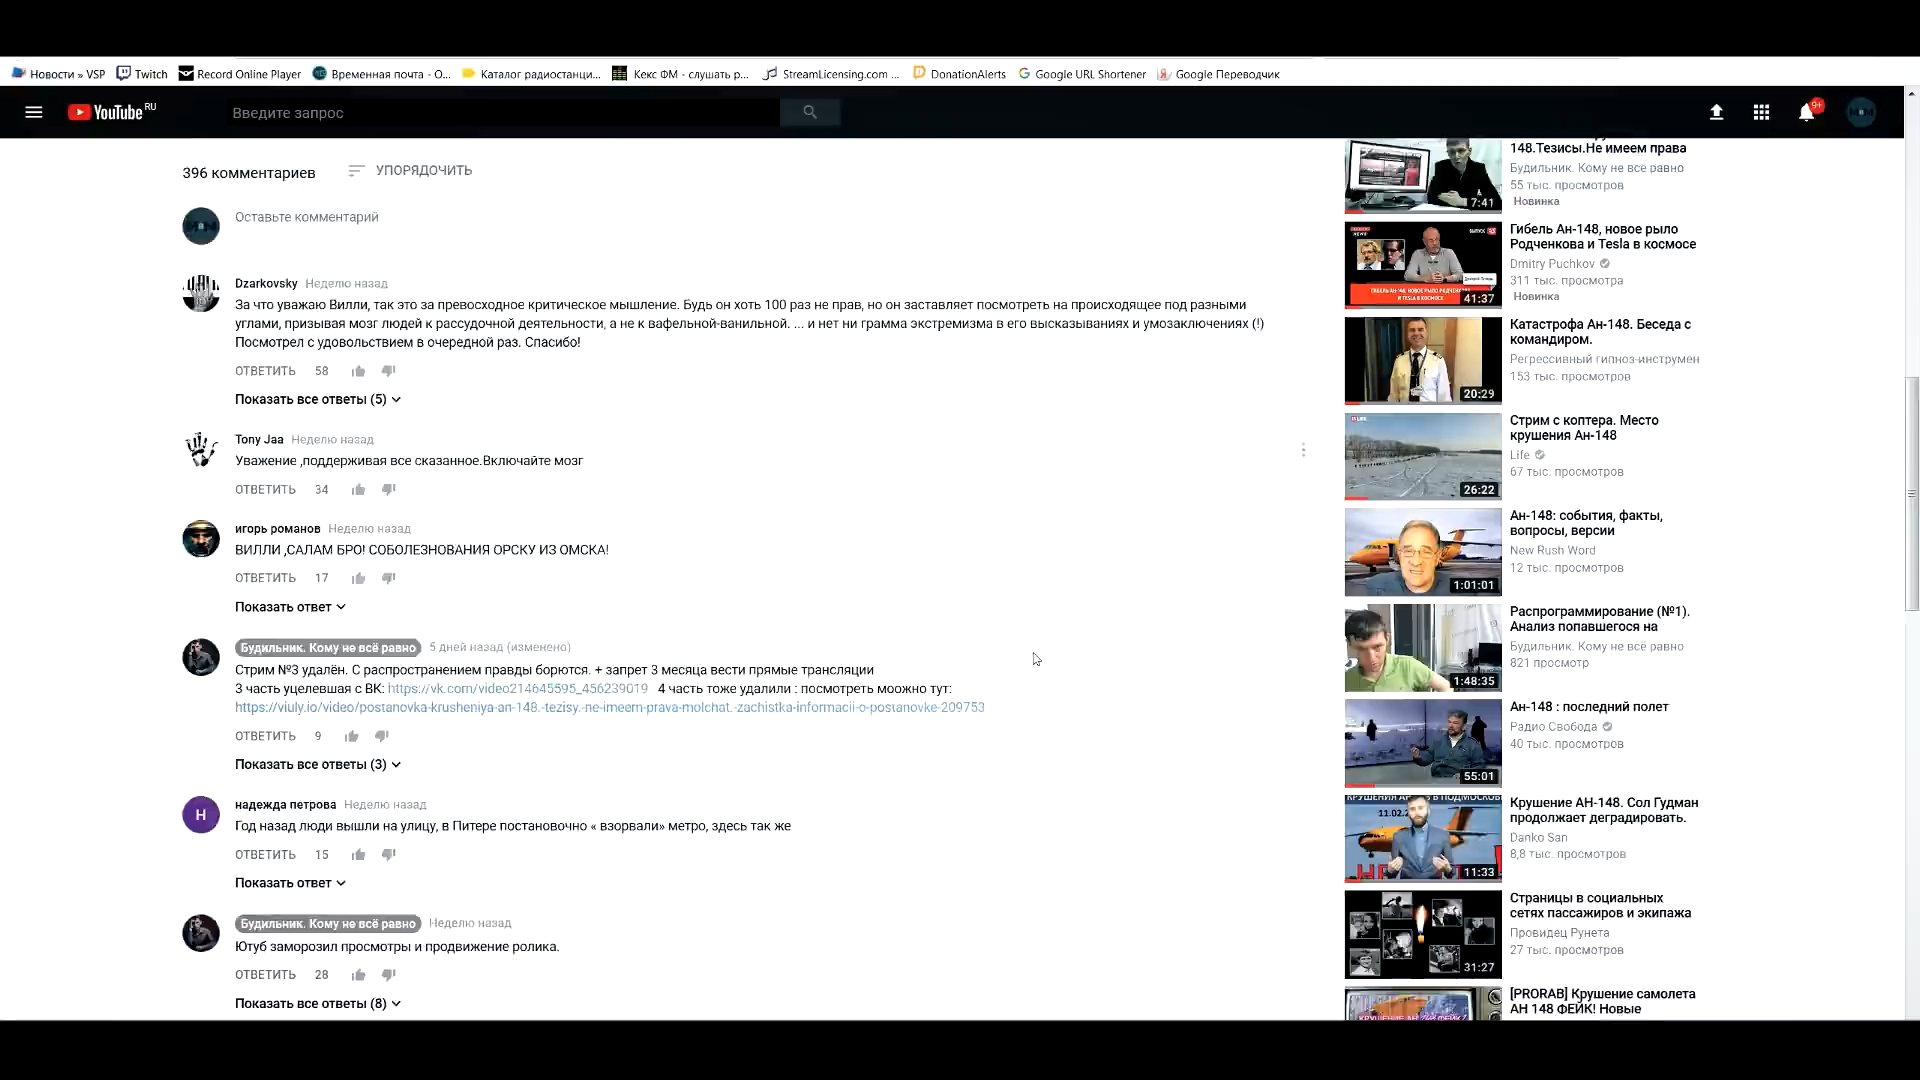 Новости » VSP
Twitch
Record Online Player
Временная почта - О...
Каталог радиостанци...
Кекс ФМ - слушать р...
StreamLicensing.com ...
DonationAlerts
Google URL Shortener
Google Переводчик
YouTube RU
Введите запрос
9+
396 комментариев
УПОРЯДОЧИТЬ
Оставьте комментарий
Dzarkovsky Неделю назад
За что уважаю Вилли, так это за превосходное критическое мышление. Будь он хоть 100 раз не прав, но он заставляет посмотреть на происходящее под разными
углами, призывая мозг людей к рассудочной деятельности, а не к вафельной-ванильной. ... и нет ни грамма экстремизма в его высказываниях и умозаключениях (!)
Посмотрел с удовольствием в очередной раз. Спасибо!
ОТВЕТИТЬ 58
Показать все ответы (5)
Tony Jaa Неделю назад
Уважение ,поддерживая все сказанное.Включайте мозг
ОТВЕТИТЬ 34
игорь романов Неделю назад
ВИЛЛИ ,САЛАМ БРО! СОБОЛЕЗНОВАНИЯ ОРСКУ ИЗ ОМСКА!
ОТВЕТИТЬ 17
Показать ответ
Будильник. Кому не всё равно 5 дней назад (изменено)
Стрим №3 удалён. С распространением правды борются. + запрет 3 месяца вести прямые трансляции
3 часть уцелевшая с ВК: https://vk.com/video214645595_456239019 4 часть тоже удалили : посмотреть моожно тут:
https://viuly.io/video/postanovka-krusheniya-an-148.-tezisy.-ne-imeem-prava-molchat.-zachistka-informacii-o-postanovke-209753
ОТВЕТИТЬ 9
Показать все ответы (3)
Н
надежда петрова Неделю назад
Год назад люди вышли на улицу, в Питере постановочно « взорвали» метро, здесь так же
ОТВЕТИТЬ 15
Показать ответ
Будильник. Кому не всё равно Неделю назад
Ютуб заморозил просмотры и продвижение ролика.
ОТВЕТИТЬ 28
Показать все ответы (8)
148.Тезисы.Не имеем права
Будильник. Кому не всё равно
55 тыс. просмотров
Новинка
7:41
Гибель Ан-148, новое рыло
Родченкова и Tesla в космосе
Dmitry Puchkov
311 тыс. просмотра
Новинка
41:37
Катастрофа Ан-148. Беседа с
командиром.
Регрессивный гипноз-инструмен
153 тыс. просмотров
20:29
Стрим с коптера. Место
крушения Ан-148
Life
67 тыс. просмотров
26:22
Ан-148: события, факты,
вопросы, версии
New Rush Word
12 тыс. просмотров
1:01:01
Распрограммирование (№1).
Анализ попавшегося на
Будильник. Кому не всё равно
821 просмотр
1:48:35
Ан-148 : последний полет
Радио Свобода
40 тыс. просмотров
55:01
Крушение АН-148. Сол Гудман
продолжает деградировать.
Danko San
8,8 тыс. просмотров
11:33
Страницы в социальных
сетях пассажиров и экипажа
Провидец Рунета
27 тыс. просмотров
31:27
[PRORAB] Крушение самолета
АН 148 ФЕЙК! Новые